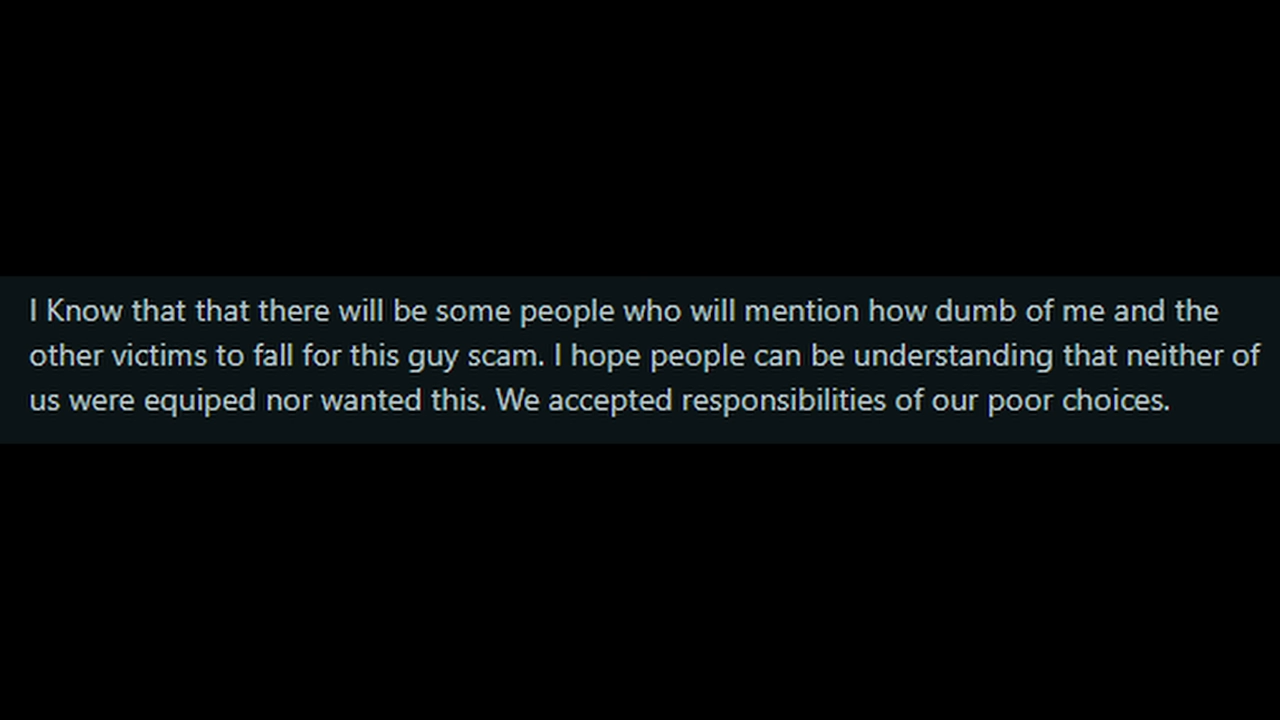 I Know that that there will be some people who will mention how dumb of me and the
other victims to fall for this guy scam. I hope people can be understanding that neither of
us were equiped nor wanted this. We accepted responsibilities of our poor choices.